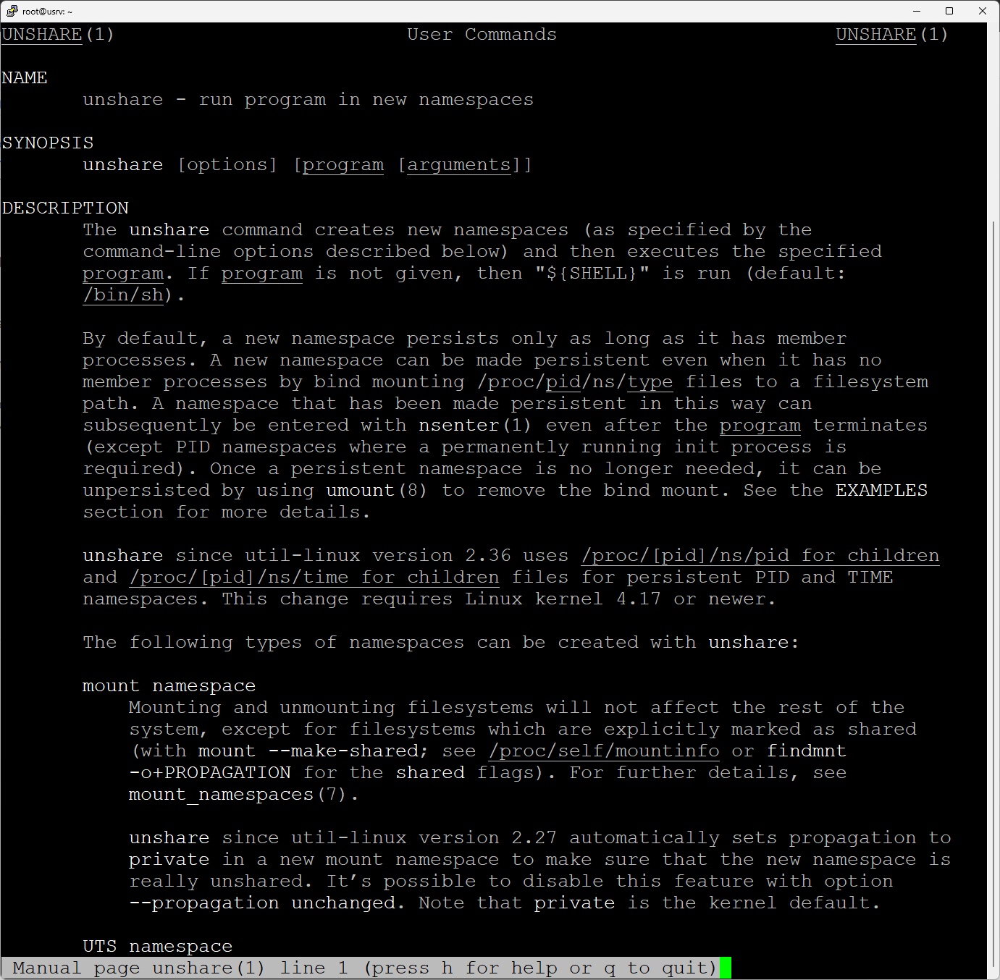 root@usrv: ~
UNSHARE(1) User Commands UNSHARE(1)
NAME
unshare - run program in new namespaces
SYNOPSIS
unshare [options] [program [arguments]]
DESCRIPTION
The unshare command creates new namespaces (as specified by the
command-line options described below) and then executes the specified
program. If program is not given, then "${SHELL}" is run (default:
/bin/sh).
By default, a new namespace persists only as long as it has member
processes. A new namespace can be made persistent even when it has no
member processes by bind mounting /proc/pid/ns/type files to a filesystem
path. A namespace that has been made persistent in this way can
subsequently be entered with nsenter(1) even after the program terminates
(except PID namespaces where a permanently running init process is
required). Once a persistent namespace is no longer needed, it can be
unpersisted by using umount(8) to remove the bind mount. See the EXAMPLES
section for more details.
unshare since util-linux version 2.36 uses /proc/[pid]/ns/pid_for_children
and /proc/[pid]/ns/time_for_children files for persistent PID and TIME
namespaces. This change requires Linux kernel 4.17 or newer.
The following types of namespaces can be created with unshare:
mount namespace
Mounting and unmounting filesystems will not affect the rest of the
system, except for filesystems which are explicitly marked as shared
(with mount --make-shared; see /proc/self/mountinfo or findmnt
-o+PROPAGATION for the shared flags). For further details, see
mount_namespaces(7).
unshare since util-linux version 2.27 automatically sets propagation to
private in a new mount namespace to make sure that the new namespace is
really unshared. It’s possible to disable this feature with option
--propagation unchanged. Note that private is the kernel default.
UTS namespace
Manual page unshare(1) line 1 (press h for help or q to quit)